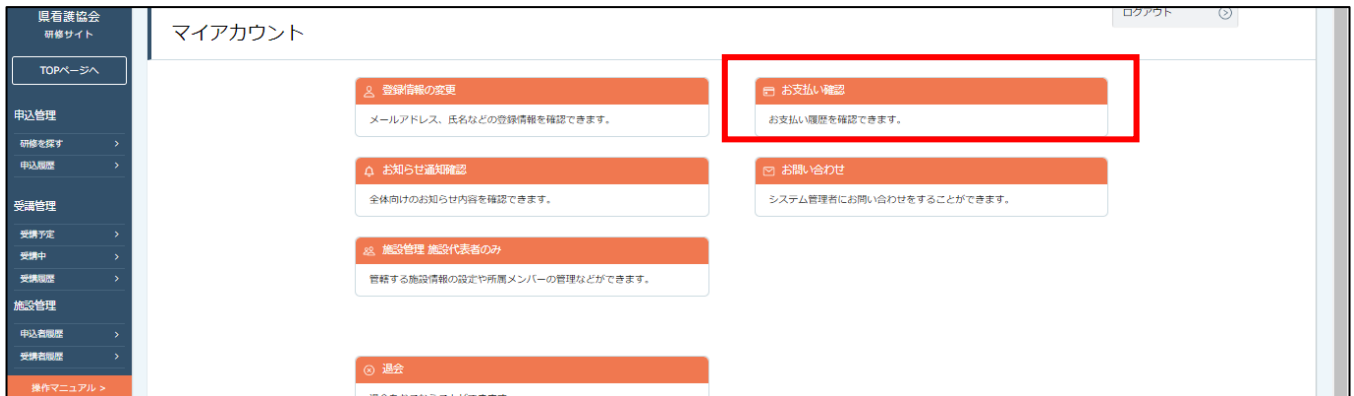 県看護協会
研修サイト
TOPページへ
申込管理
研修を探す
申込履歴
受講管理
受講予定
受講中
受講履歴
施設管理
申込者履歴
受講者履歴
操作マニュアル >
ログアウト
マイアカウント
登録情報の変更
メールアドレス、氏名などの登録情報を確認できます。
お支払い確認
お支払い履歴を確認できます。
お知らせ通知確認
全体向けのお知らせ内容を確認できます。
お問い合わせ
システム管理者にお問い合わせをすることができます。
施設管理 施設代表者のみ
管轄する施設情報の設定や所属メンバーの管理などができます。
退会